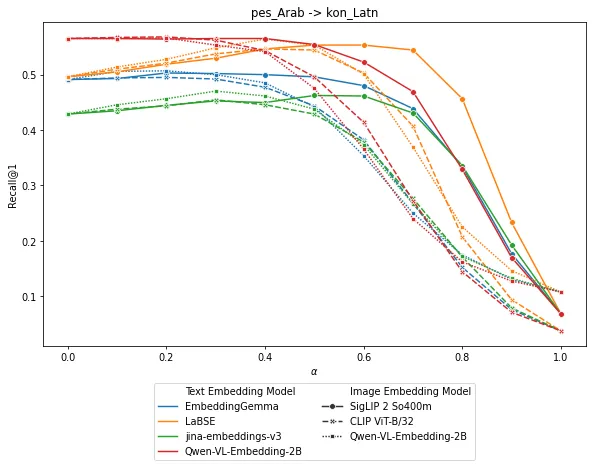 pes_Arab -> kon_Latn
Recall@1
0.5
0.4
0.3
0.2
0.1
0.0 0.2 0.4 0.6 0.8 1.0
α
Text Embedding Model
EmbeddingGemma
LaBSE
jina-embeddings-v3
Qwen-VL-Embedding-2B
Image Embedding Model
SigLIP 2 So400m
CLIP ViT-B/32
Qwen-VL-Embedding-2B